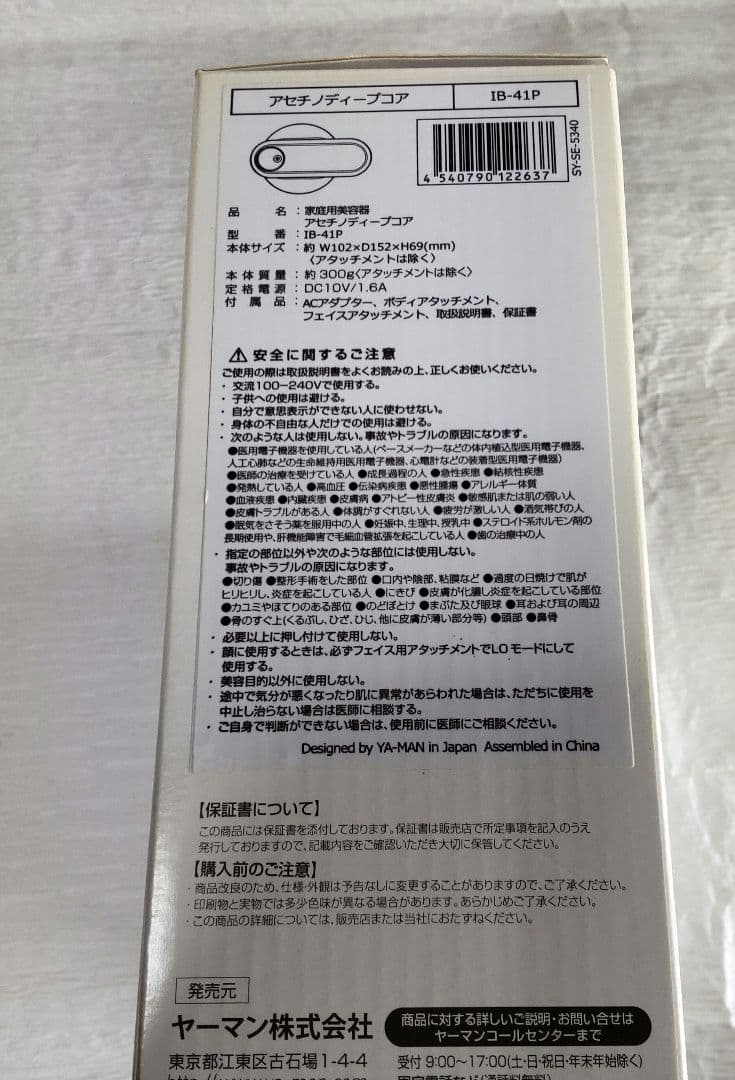 アセチノディープコア IB-41P
4 540790 122637
SY-SE-5340
品 名：家庭用美容器
アセチノディープコア
型 番：IB-41P
本体サイズ：約 W102×D152×H69(mm)
〈アタッチメントは除く〉
本体質量：約 300g〈アタッチメントは除く〉
定格電源：DC10V/1.6A
付属品：ACアダプター、ボディアタッチメント、
フェイスアタッチメント、取扱説明書、保証書
⚠ 安全に関するご注意
ご使用の際は取扱説明書をよくお読みの上、正しくお使いください。
・交流100−240Vで使用する。
・子供への使用は避ける。
・自分で意思表示ができない人に使わせない。
・身体の不自由な人だけでの使用は避ける。
・次のような人は使用しない。事故やトラブルの原因になります。
●医用電子機器を使用している人(ペースメーカーなどの体内植込型医用電子機器、
人工心肺などの生命維持用医用電子機器、心電計などの装着型医用電子機器)
●医師の治療を受けている人 ●成長過程の人 ●急性疾患 ●結核性疾患
●発熱している人 ●高血圧 ●伝染病疾患 ●悪性腫瘍 ●アレルギー体質
●血液疾患 ●内臓疾患 ●皮膚病 ●アトピー性皮膚炎 ●敏感肌または肌の弱い人
●皮膚トラブルがある人 ●体調がすぐれない人 ●疲労が激しい人 ●酒気帯びの人
●眠気をさそう薬を服用中の人 ●妊娠中、生理中、授乳中 ●ステロイド系ホルモン剤の
長期使用や、肝機能障害で毛細血管拡張を起こしている人 ●歯の治療中の人
・指定の部位以外や次のような部位には使用しない。
事故やトラブルの原因になります。
●切り傷 ●整形手術をした部位 ●口内や陰部、粘膜など ●過度の日焼けで肌が
ヒリヒリし、炎症を起こしている人 ●にきび ●皮膚が化膿し炎症を起こしている部位
●カユミやほてりのある部位 ●のどぼとけ ●まぶた及び眼球 ●耳および耳の周辺
●骨のすぐ上(くるぶし、ひざ、ひじ、他に皮膚が薄い部分等) ●頭部 ●鼻骨
・必要以上に押し付けて使用しない。
・顔に使用するときは、必ずフェイス用アタッチメントでLOモードにして
使用する。
・美容目的以外に使用しない。
・途中で気分が悪くなったり肌に異常があらわれた場合は、ただちに使用を
中止し治らない場合は医師に相談する。
・ご自身で判断ができない場合は、使用前に医師にご相談ください。
Designed by YA-MAN in Japan Assembled in China
【保証書について】
この商品には保証書を添付しております。保証書は販売店で所定事項を記入のうえ
発行しておりますので、記載内容をご確認いただき大切に保管してください。
【購入前のご注意】
・商品改良のため、仕様・外観は予告なしに変更することがありますので、ご了承ください。
・印刷物と実物では多少色味が異なる場合があります。あらかじめご了承ください。
・この商品の詳細については、販売店または当社におたずねください。
発売元
ヤーマン株式会社
商品に対する詳しいご説明・お問い合せは
ヤーマンコールセンターまで
東京都江東区古石場1-4-4
受付 9:00〜17:00(土・日・祝日・年末年始除く)